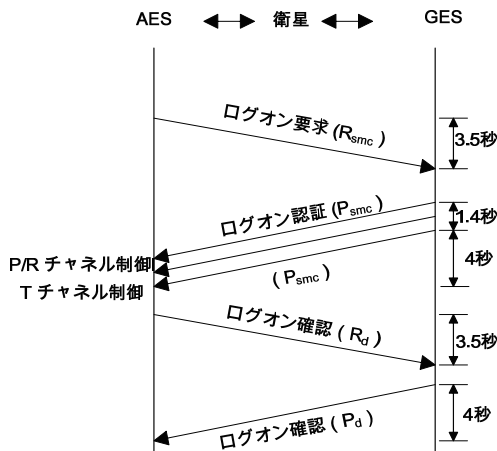 AES
衛星
GES
ログオン要求 (Rsmc)
3.5秒
ログオン認証 (Psmc)
1.4秒
P/R チャネル制御
T チャネル制御
(Psmc)
4秒
ログオン確認 (Rd)
3.5秒
ログオン確認 (Pd)
4秒